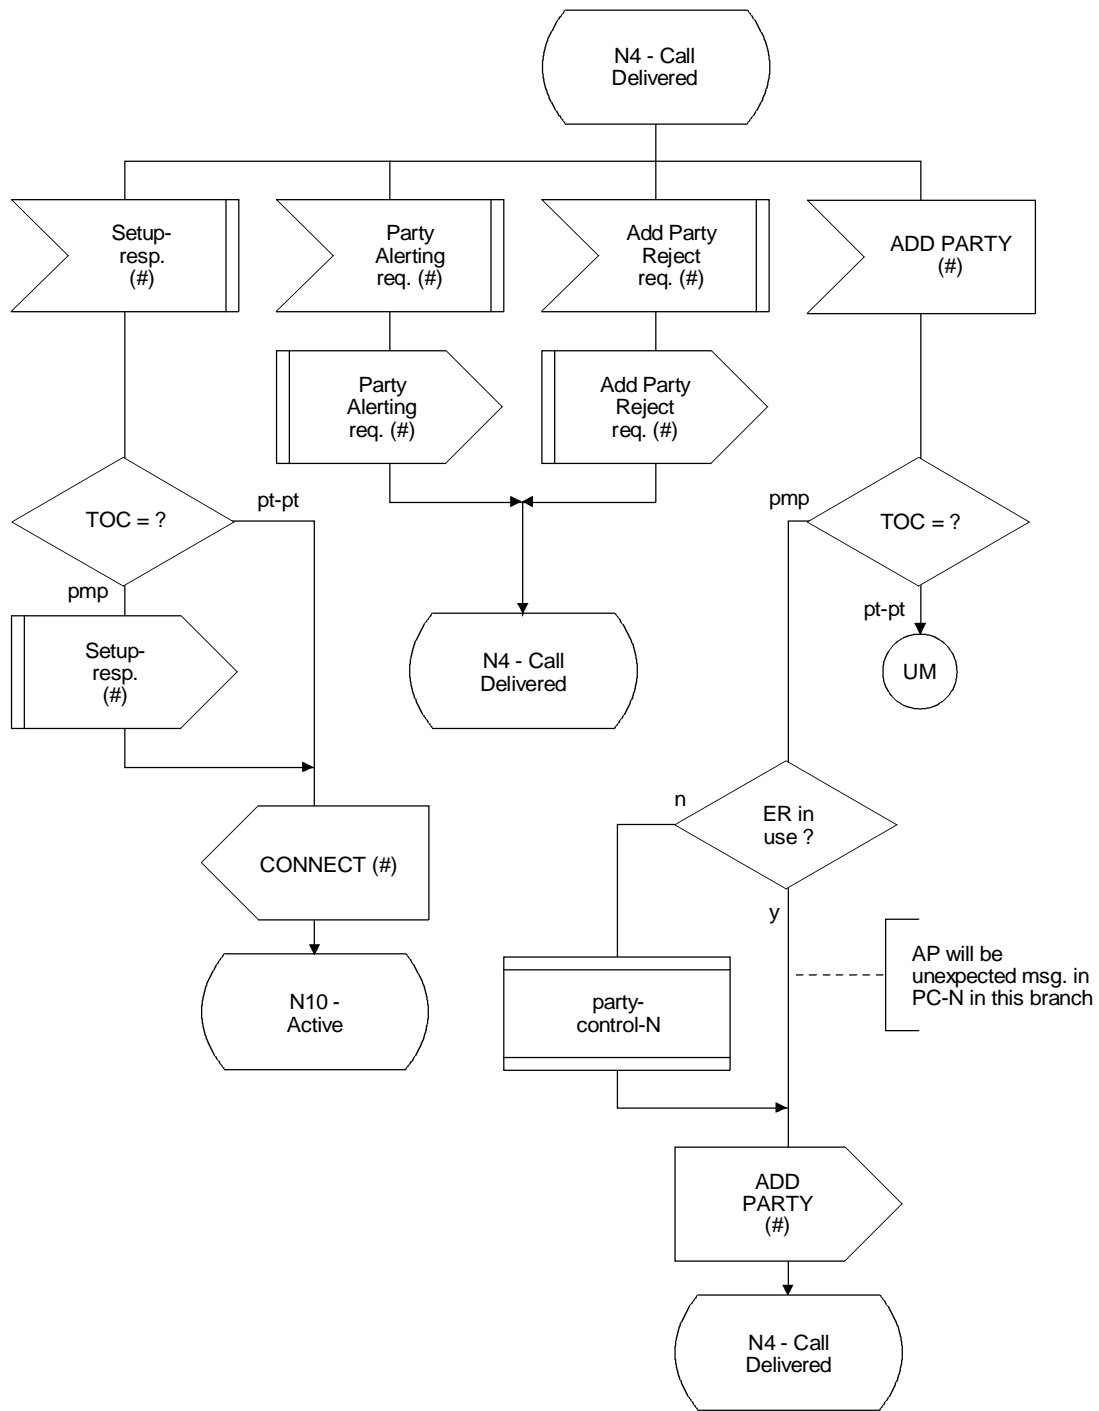 N4 - Call
Delivered
Setup-
resp.
(#)
Party
Alerting
req. (#)
Add Party
Reject
req. (#)
ADD PARTY
(#)
Party
Alerting
req. (#)
Add Party
Reject
req. (#)
TOC = ?
pt-pt
pmp
pmp
TOC = ?
pt-pt
Setup-
resp.
(#)
N4 - Call
Delivered
UM
CONNECT (#)
n
ER in
use ?
y
N10 -
Active
party-
control-N
AP will be
unexpected msg. in
PC-N in this branch
ADD
PARTY
(#)
N4 - Call
Delivered